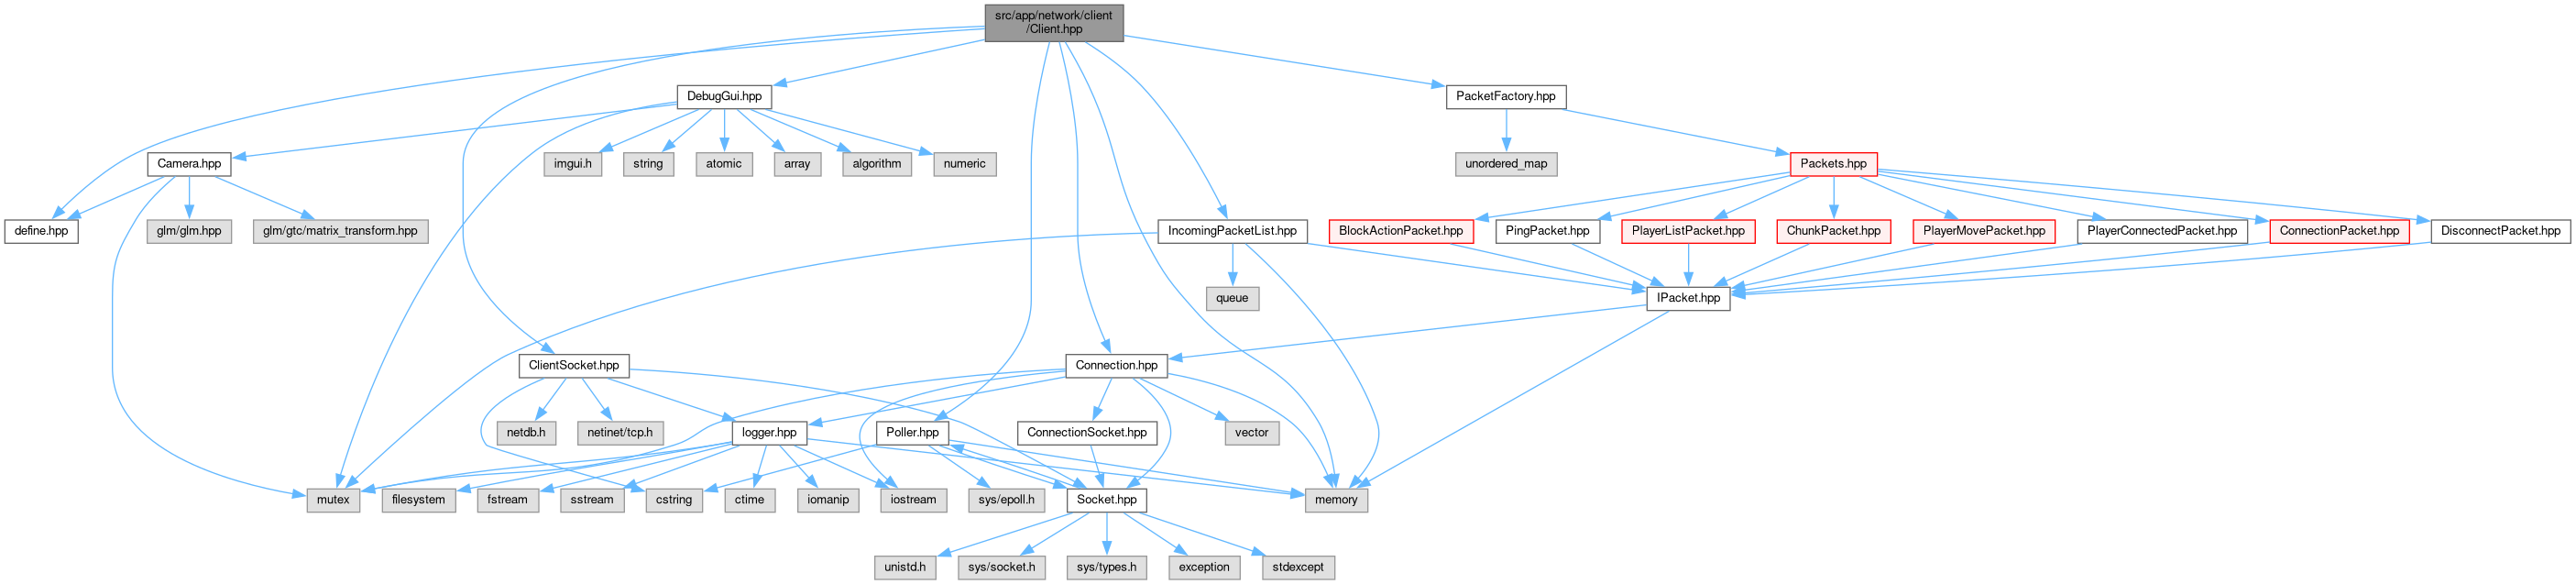 src/app/network/client
/Client.hpp
DebugGui.hpp
PacketFactory.hpp
Camera.hpp
imgui.h
string
atomic
array
algorithm
numeric
unordered_map
Packets.hpp
define.hpp
glm/glm.hpp
glm/gtc/matrix_transform.hpp
IncomingPacketList.hpp
BlockActionPacket.hpp
PingPacket.hpp
PlayerListPacket.hpp
ChunkPacket.hpp
PlayerMovePacket.hpp
PlayerConnectedPacket.hpp
ConnectionPacket.hpp
DisconnectPacket.hpp
queue
IPacket.hpp
ClientSocket.hpp
Connection.hpp
netdb.h
netinet/tcp.h
logger.hpp
Poller.hpp
ConnectionSocket.hpp
vector
mutex
filesystem
fstream
sstream
cstring
ctime
iomanip
iostream
sys/epoll.h
Socket.hpp
memory
unistd.h
sys/socket.h
sys/types.h
exception
stdexcept